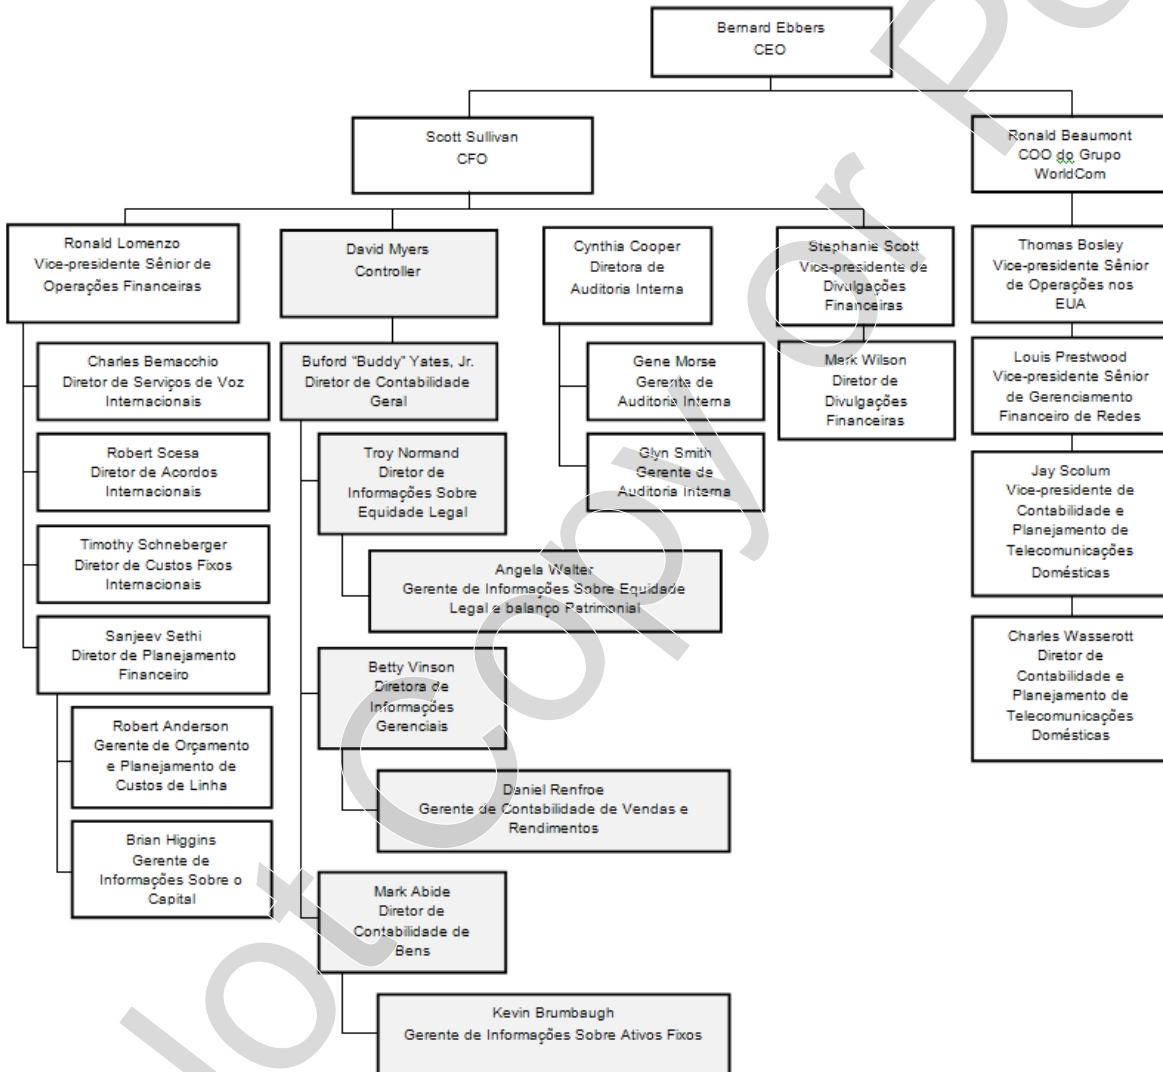 Bernard Ebbers
CEO
Scott Sullivan
CFO
Ronald Beaumont
COO do Grupo
WorldCom
Ronald Lomenzo
Vice-presidente Sênior de
Operações Financeiras
David Myers
Controller
Cynthia Cooper
Diretora de
Auditoria Interna
Stephanie Scott
Vice-presidente de
Divulgações
Financeiras
Thomas Bosley
Vice-presidente Sênior
de Operações nos
EUA
Charles Bemacchio
Diretor de Serviços de Voz
Internacionais
Buford "Buddy" Yates, Jr.
Diretor de Contabilidade
Geral
Gene Morse
Gerente de
Auditoria Interna
Mark Wilson
Diretor de
Divulgações
Financeiras
Louis Prestwood
Vice-presidente Sênior
de Gerenciamento
Financeiro de Redes
Robert Scesa
Diretor de Acordos
Internacionais
Troy Normand
Diretor de
Informações Sobre
Equidade Legal
Glyn Smith
Gerente de
Auditoria Interna
Jay Scolum
Vice-presidente de
Contabilidade e
Planejamento de
Telecomunicações
Domésticas
Timothy Schneberger
Diretor de Custos Fixos
Internacionais
Angela Walter
Gerente de Informações Sobre Equidade
Legal e balanço Patrimonial
Sanjeev Sethi
Diretor de Planejamento
Financeiro
Betty Vinson
Diretora de
Informações
Gerenciais
Charles Wasserott
Diretor de
Contabilidade e
Planejamento de
Telecomunicações
Domésticas
Robert Anderson
Gerente de Orçamento
e Planejamento de
Custos de Linha
Daniel Renfroe
Gerente de Contabilidade de Vendas e
Rendimentos
Brian Higgins
Gerente de
Informações Sobre o
Capital
Mark Abide
Diretor de
Contabilidade de
Bens
Kevin Brumbaugh
Gerente de Informações Sobre Ativos Fixos
Not Copy or Po